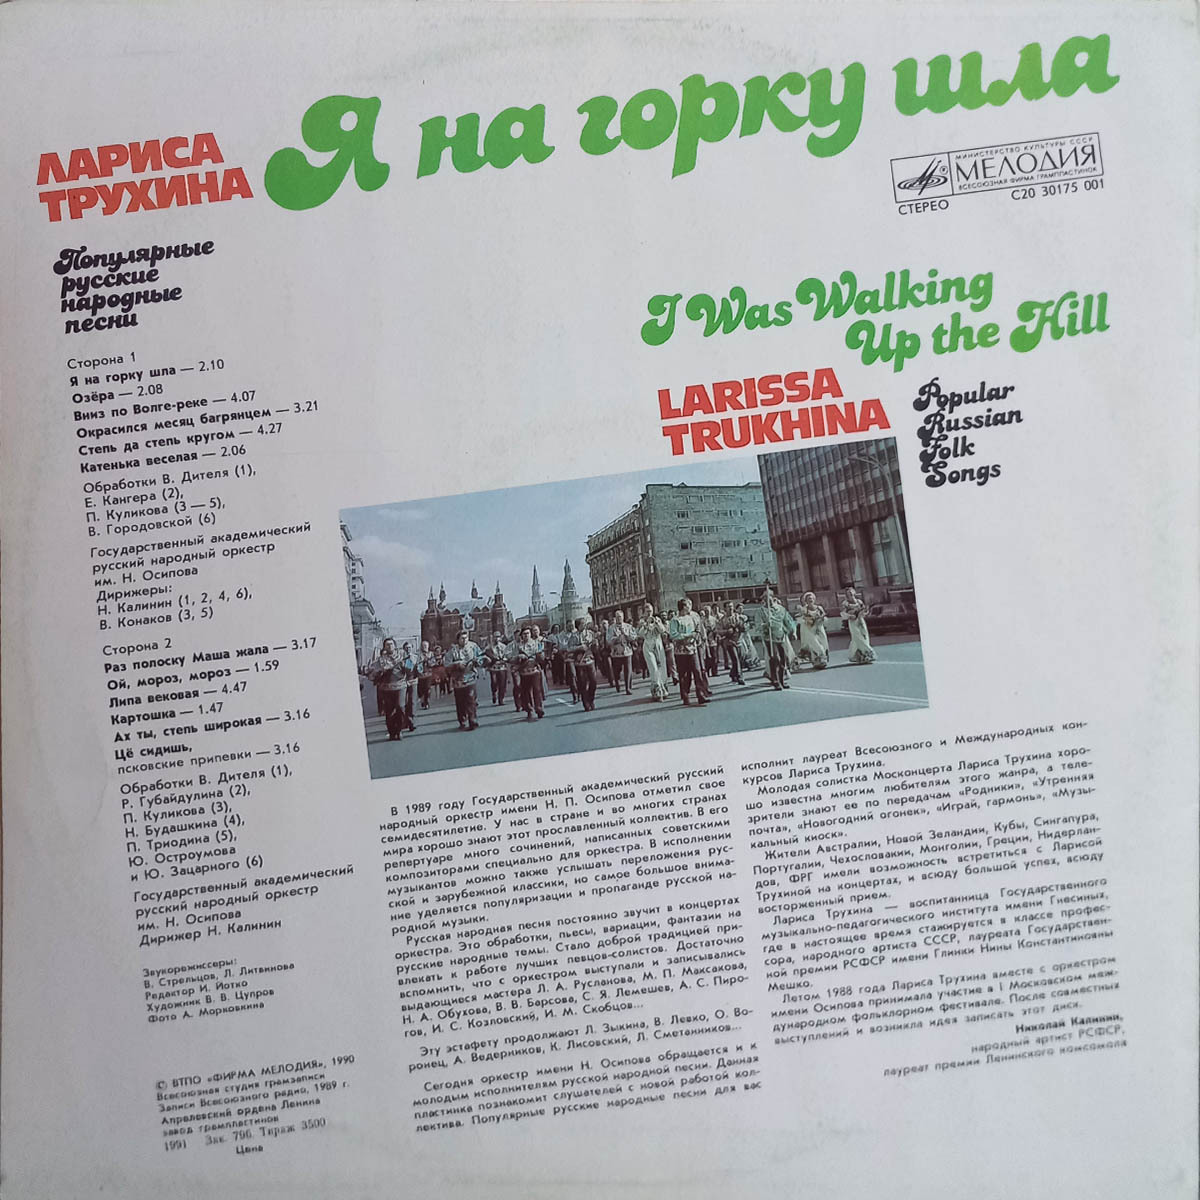 Я на горку шла
ЛАРИСА
ТРУХИНА
МИНИСТЕРСТВО КУЛЬТУРЫ СССР
МЕЛОДИЯ
ВСЕСОЮЗНАЯ ФИРМА ГРАМПЛАСТИНОК
СТЕРЕО
С20 30175 001
Популярные
русские
народные
песни
I Was Walking
Up the Hill
LARISSA
TRUKHINA
Popular
Russian
Folk
Songs
Сторона 1
Я на горку шла — 2.10
Озёра — 2.08
Вниз по Волге-реке — 4.07
Окрасился месяц багрянцем — 3.21
Степь да степь кругом — 4.27
Катенька веселая — 2.06
Обработки В. Дителя (1),
Е. Кангера (2),
П. Куликова (3 — 5),
В. Городовской (6)
Государственный академический
русский народный оркестр
им. Н. Осипова
Дирижеры:
Н. Калинин (1, 2, 4, 6),
В. Конаков (3, 5)
Сторона 2
Раз полоску Маша жала — 3.17
Ой, мороз, мороз — 1.59
Липа вековая — 4.47
Картошка — 1.47
Ах ты, степь широкая — 3.16
Цё сидишь,
псковские припевки — 3.16
Обработки В. Дителя (1),
Р. Губайдулина (2),
П. Куликова (3),
Н. Будашкина (4),
П. Триодина (5),
Ю. Остроумова
и Ю. Зацарного (6)
Государственный академический
русский народный оркестр
им. Н. Осипова
Дирижер Н. Калинин
Звукорежиссеры:
В. Стрельцов, Л. Литвинова
Редактор И. Йотко
Художник В. В. Цупров
Фото А. Морковкина
© ВТПО «ФИРМА МЕЛОДИЯ», 1990
Всесоюзная студия грамзаписи
Записи Всесоюзного радио, 1989 г.
Апрелевский ордена Ленина
завод грампластинок
1991 Зак. 796. Тираж 3500
Цена
В 1989 году Государственный академический русский
народный оркестр имени Н. П. Осипова отметил свое
семидесятилетие. У нас в стране и во многих странах
мира хорошо знают этот прославленный коллектив. В его
репертуаре много сочинений, написанных советскими
композиторами специально для оркестра. В исполнении
музыкантов можно также услышать переложения рус-
ской и зарубежной классики, но самое большое внима-
ние уделяется популяризации и пропаганде русской на-
родной музыки.
Русская народная песня постоянно звучит в концертах
оркестра. Это обработки, пьесы, вариации, фантазии на
русские народные темы. Стало доброй традицией при-
влекать к работе лучших певцов-солистов. Достаточно
вспомнить, что с оркестром выступали и записывались
выдающиеся мастера Л. А. Русланова, М. П. Максакова,
Н. А. Обухова, В. В. Барсова, С. Я. Лемешев, А. С. Пиро-
гов, И. С. Козловский, И. М. Скобцов...
Эту эстафету продолжают Л. Зыкина, В. Левко, О. Во-
ронец, А. Ведерников, К. Лисовский, Л. Сметанников...
Сегодня оркестр имени Н. Осипова обращается и к
молодым исполнителям русской народной песни. Данная
пластинка познакомит слушателей с новой работой кол-
лектива. Популярные русские народные песни для вас
исполнит лауреат Всесоюзного и Международных кон-
курсов Лариса Трухина.
Молодая солистка Москонцерта Лариса Трухина хоро-
шо известна многим любителям этого жанра, а теле-
зрители знают ее по передачам «Родники», «Утренняя
почта», «Новогодний огонек», «Играй, гармонь», «Музы-
кальный киоск».
Жители Австралии, Новой Зеландии, Кубы, Сингапура,
Португалии, Чехословакии, Монголии, Греции, Нидерлан-
дов, ФРГ имели возможность встретиться с Ларисой
Трухиной на концертах, и всюду большой успех, всюду
восторженный прием.
Лариса Трухина — воспитанница Государственного
музыкально-педагогического института имени Гнесиных,
где в настоящее время стажируется в классе профес-
сора, народного артиста СССР, лауреата Государствен-
ной премии РСФСР имени Глинки Нины Константиновны
Мешко.
Летом 1988 года Лариса Трухина вместе с оркестром
имени Осипова принимала участие в I Московском меж-
дународном фольклорном фестивале. После совместных
выступлений и возникла идея записать этот диск.
Николай Калинин,
народный артист РСФСР,
лауреат премии Ленинского комсомола